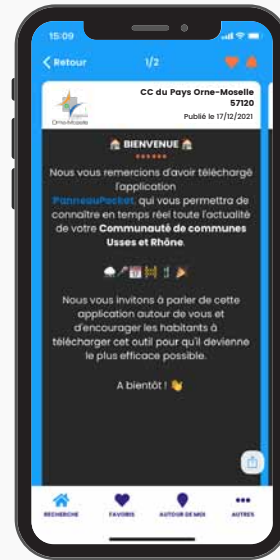 15:09
Retour
1/2
CC du Pays Orne-Moselle
57120
Publié le 17/12/2021
Orne-Moselle
BIENVENUE
Nous vous remercions d'avoir téléchargé
l'application
PanneauPocket, qui vous permettra de
connaître en temps réel toute l'actualité
de votre Communauté de communes
Usses et Rhône.
Nous vous invitons à parler de cette
application autour de vous et
d'encourager les habitants à
télécharger cet outil pour qu'il devienne
le plus efficace possible.
A bientôt !
RECHERCHE
FAVORIS
AUTOUR DE MOI
AUTRES